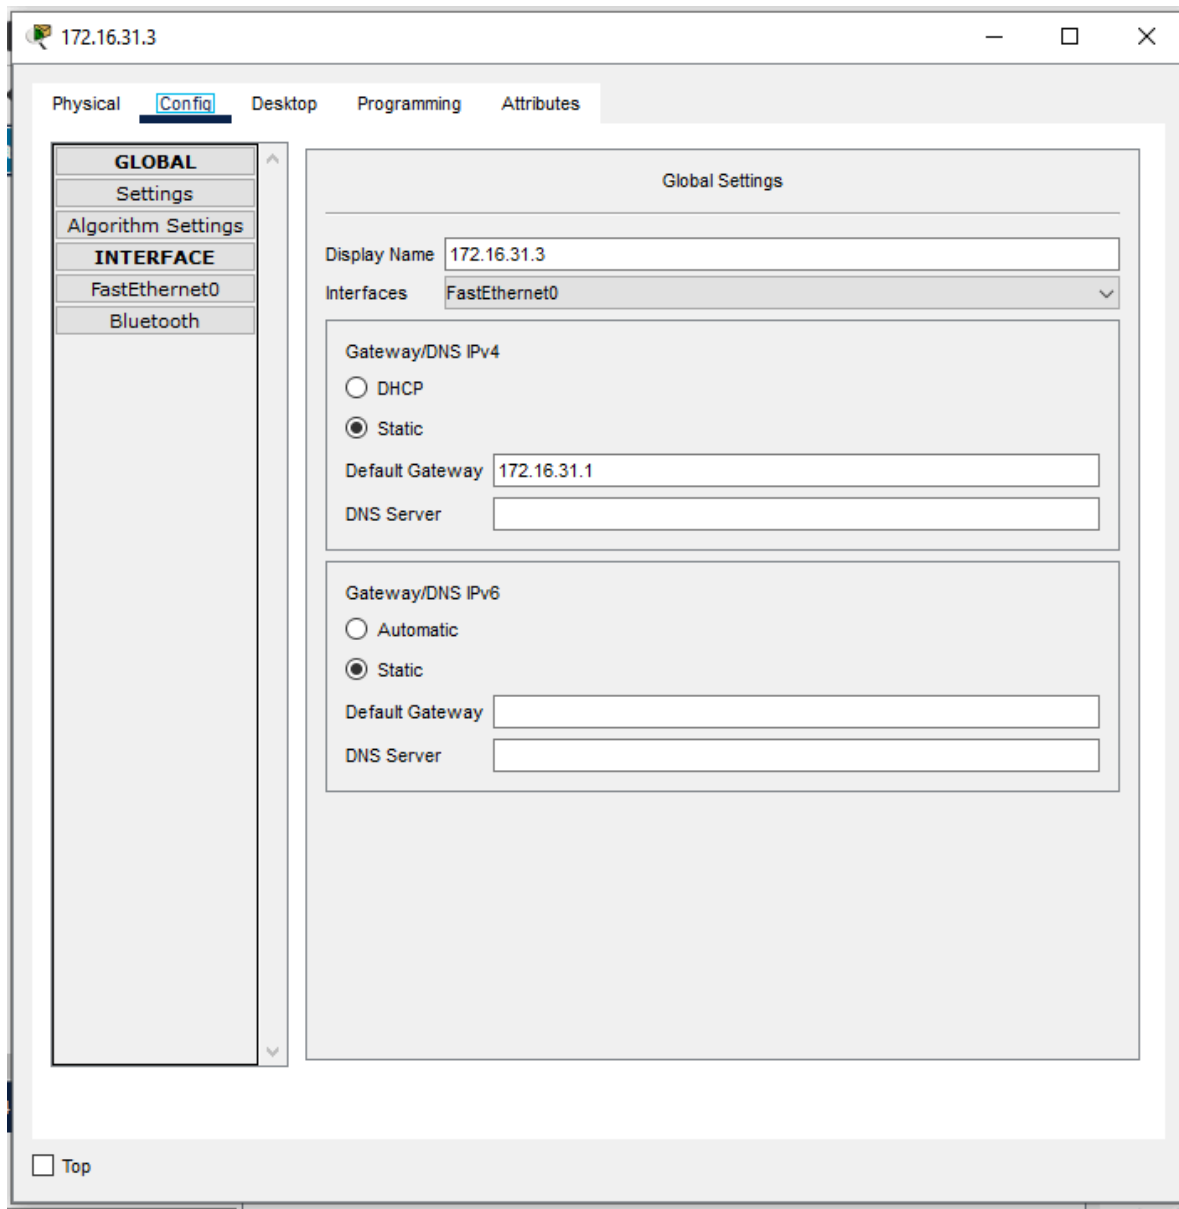 172.16.31.3
Physical Config Desktop Programming Attributes
GLOBAL
Settings
Algorithm Settings
INTERFACE
FastEthernet0
Bluetooth
Global Settings
Display Name 172.16.31.3
Interfaces FastEthernet0
Gateway/DNS IPv4
DHCP
Static
Default Gateway 172.16.31.1
DNS Server
Gateway/DNS IPv6
Automatic
Static
Default Gateway
DNS Server
Top